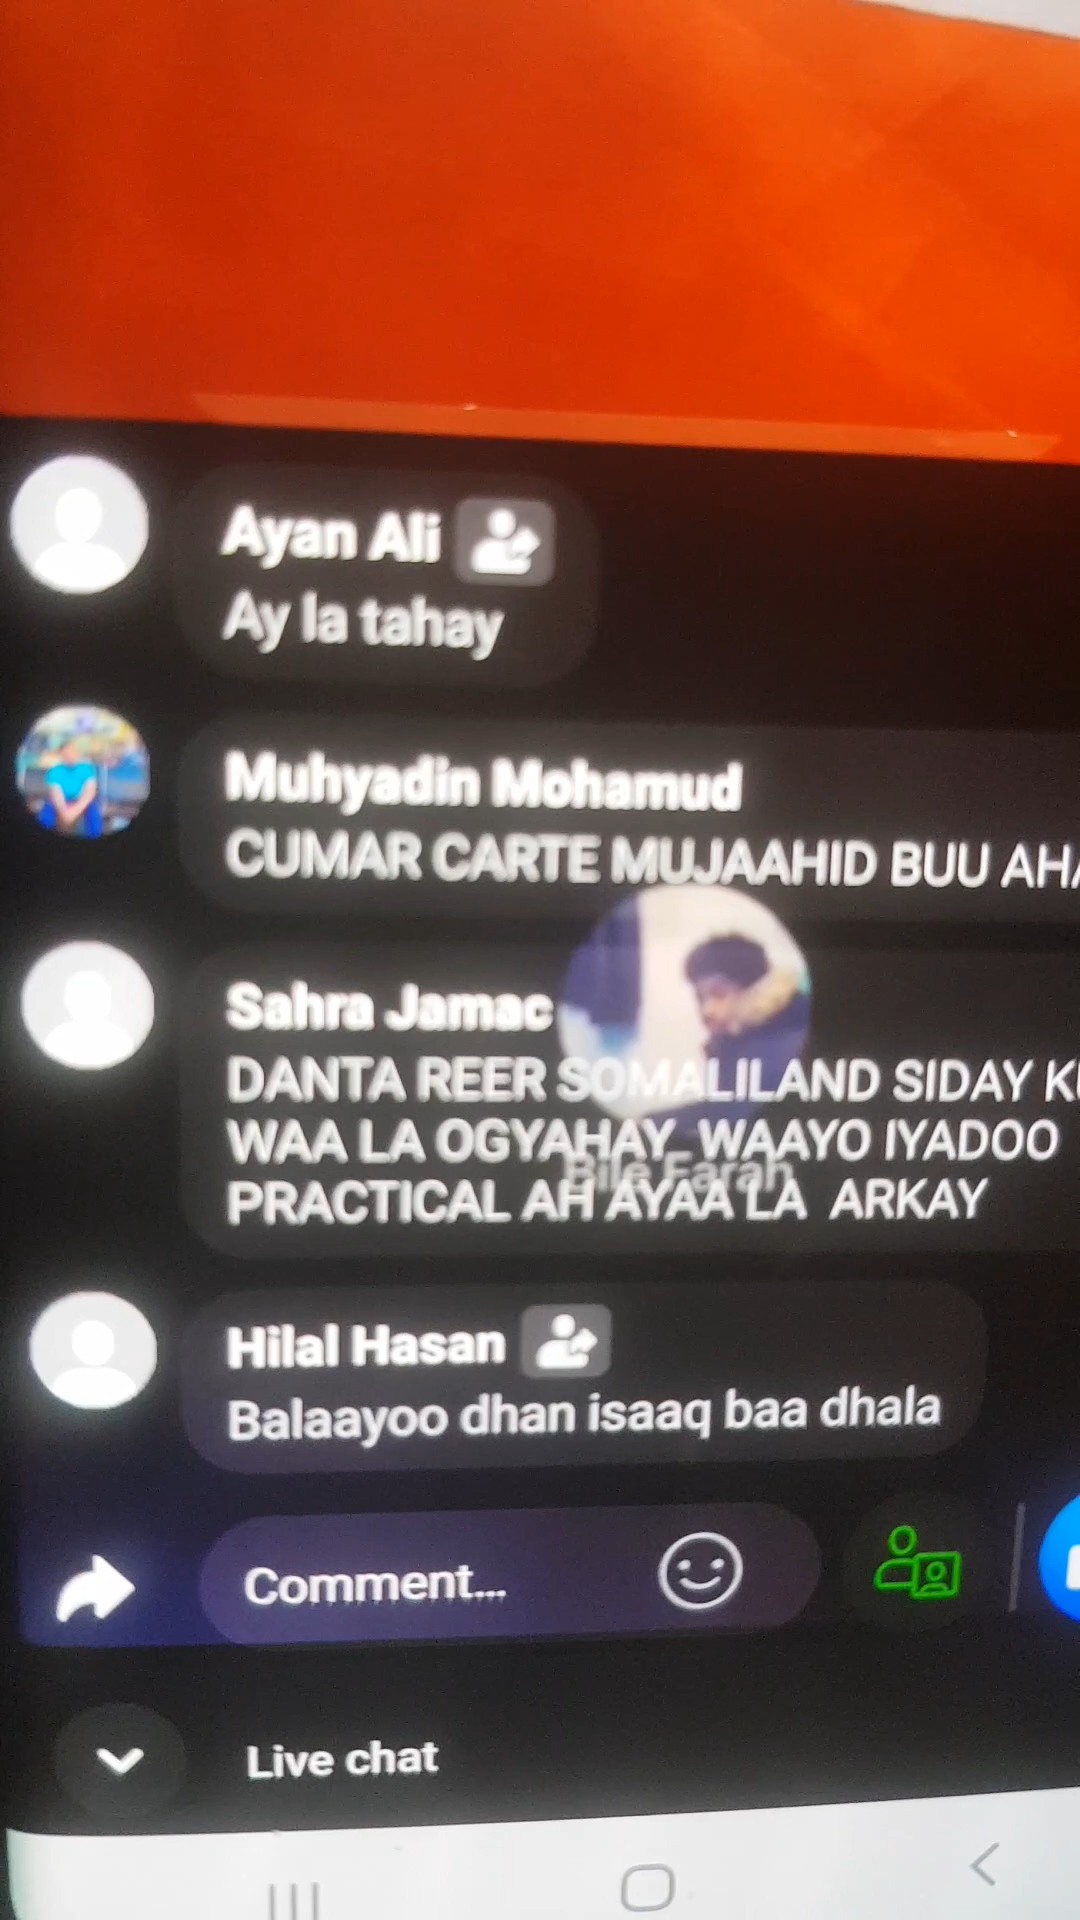 Ayan Ali
Ay la tahay
Muhyadin Mohamud
CUMAR CARTE MUJAAHID BUU
Sahra Jamac
DANTA REER SOMALILAND SIDAY
WAA LA OGYAHAY WAAYO IYADOO
Bile Farah
PRACTICAL AH AYAA LA ARKAY
Hilal Hasan
Balaayoo dhan isaaq baa dhala
Comment...
Live chat